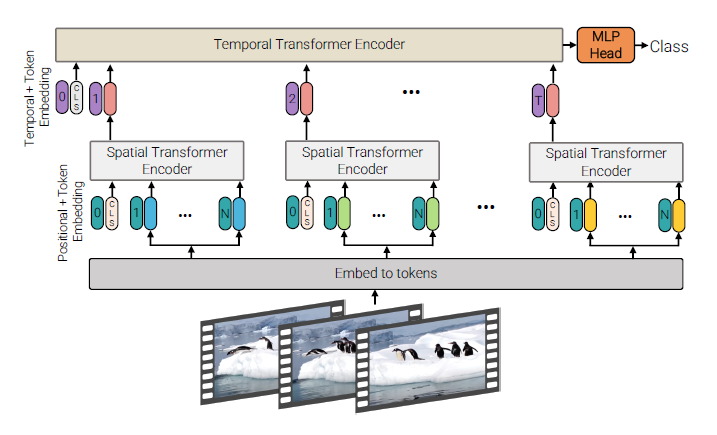 Temporal Transformer Encoder
MLP
Head
Class
Temporal + Token
Embedding
0
CLS
1
2
...
T
Spatial Transformer
Encoder
Spatial Transformer
Encoder
Spatial Transformer
Encoder
Positional + Token
Embedding
0
CLS
1
...
N
0
CLS
1
...
N
...
0
CLS
1
...
N
Embed to tokens